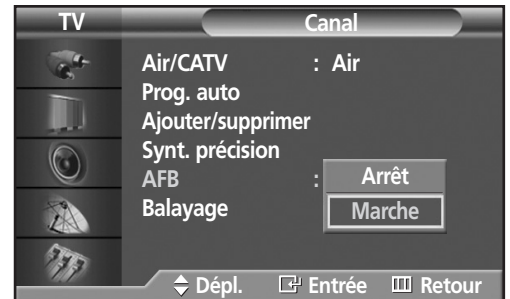 TV Canal
Air/CATV : Air
Prog. auto
Ajouter/supprimer
Synt. précision
AFB : Arrêt
Balayage Marche
Dépl. Entrée Retour